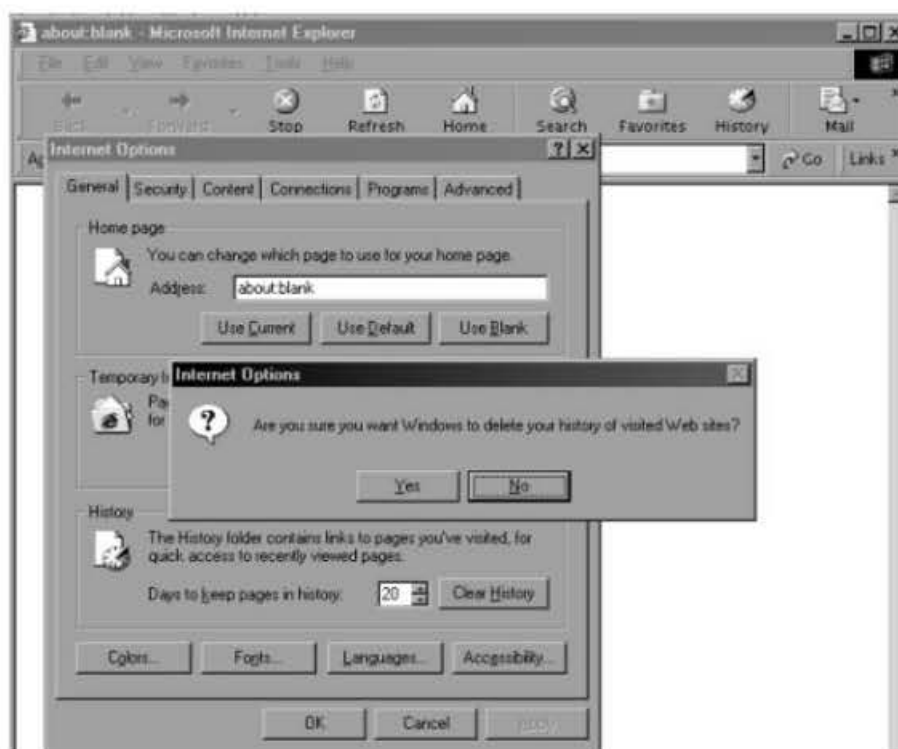 about:blank - Microsoft Internet Explorer
File Edit View Favorites Tools Help
Back Forward Stop Refresh Home Search Favorites History Mail
Go Links
Internet Options
General Security Content Connections Programs Advanced
Home page
You can change which page to use for your home page.
Address: about:blank
Use Current Use Default Use Blank
Temporary
Internet Options
for
Are you sure you want Windows to delete your history of visited Web sites?
Yes No
History
The History folder contains links to pages you've visited, for
quick access to recently viewed pages.
Days to keep pages in history: 20 Clear History
Colors... Fonts... Languages... Accessibility...
OK Cancel Apply